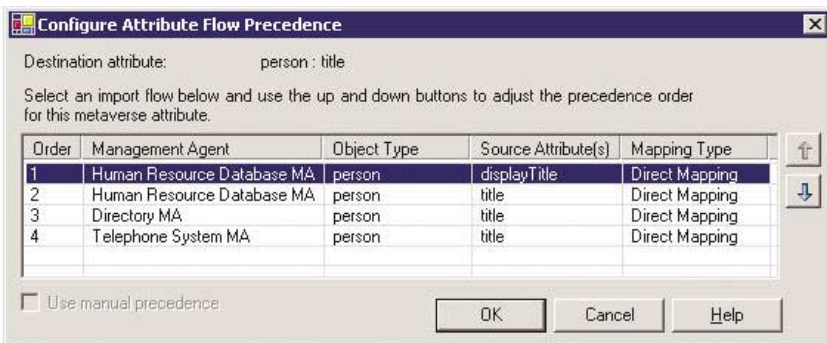 Configure Attribute Flow Precedence
Destination attribute: person : title
Select an import flow below and use the up and down buttons to adjust the precedence order
for this metaverse attribute.
Order Management Agent Object Type Source Attribute(s) Mapping Type
1 Human Resource Database MA person displayTitle Direct Mapping
2 Human Resource Database MA person title Direct Mapping
3 Directory MA person title Direct Mapping
4 Telephone System MA person title Direct Mapping
Use manual precedence
OK Cancel Help